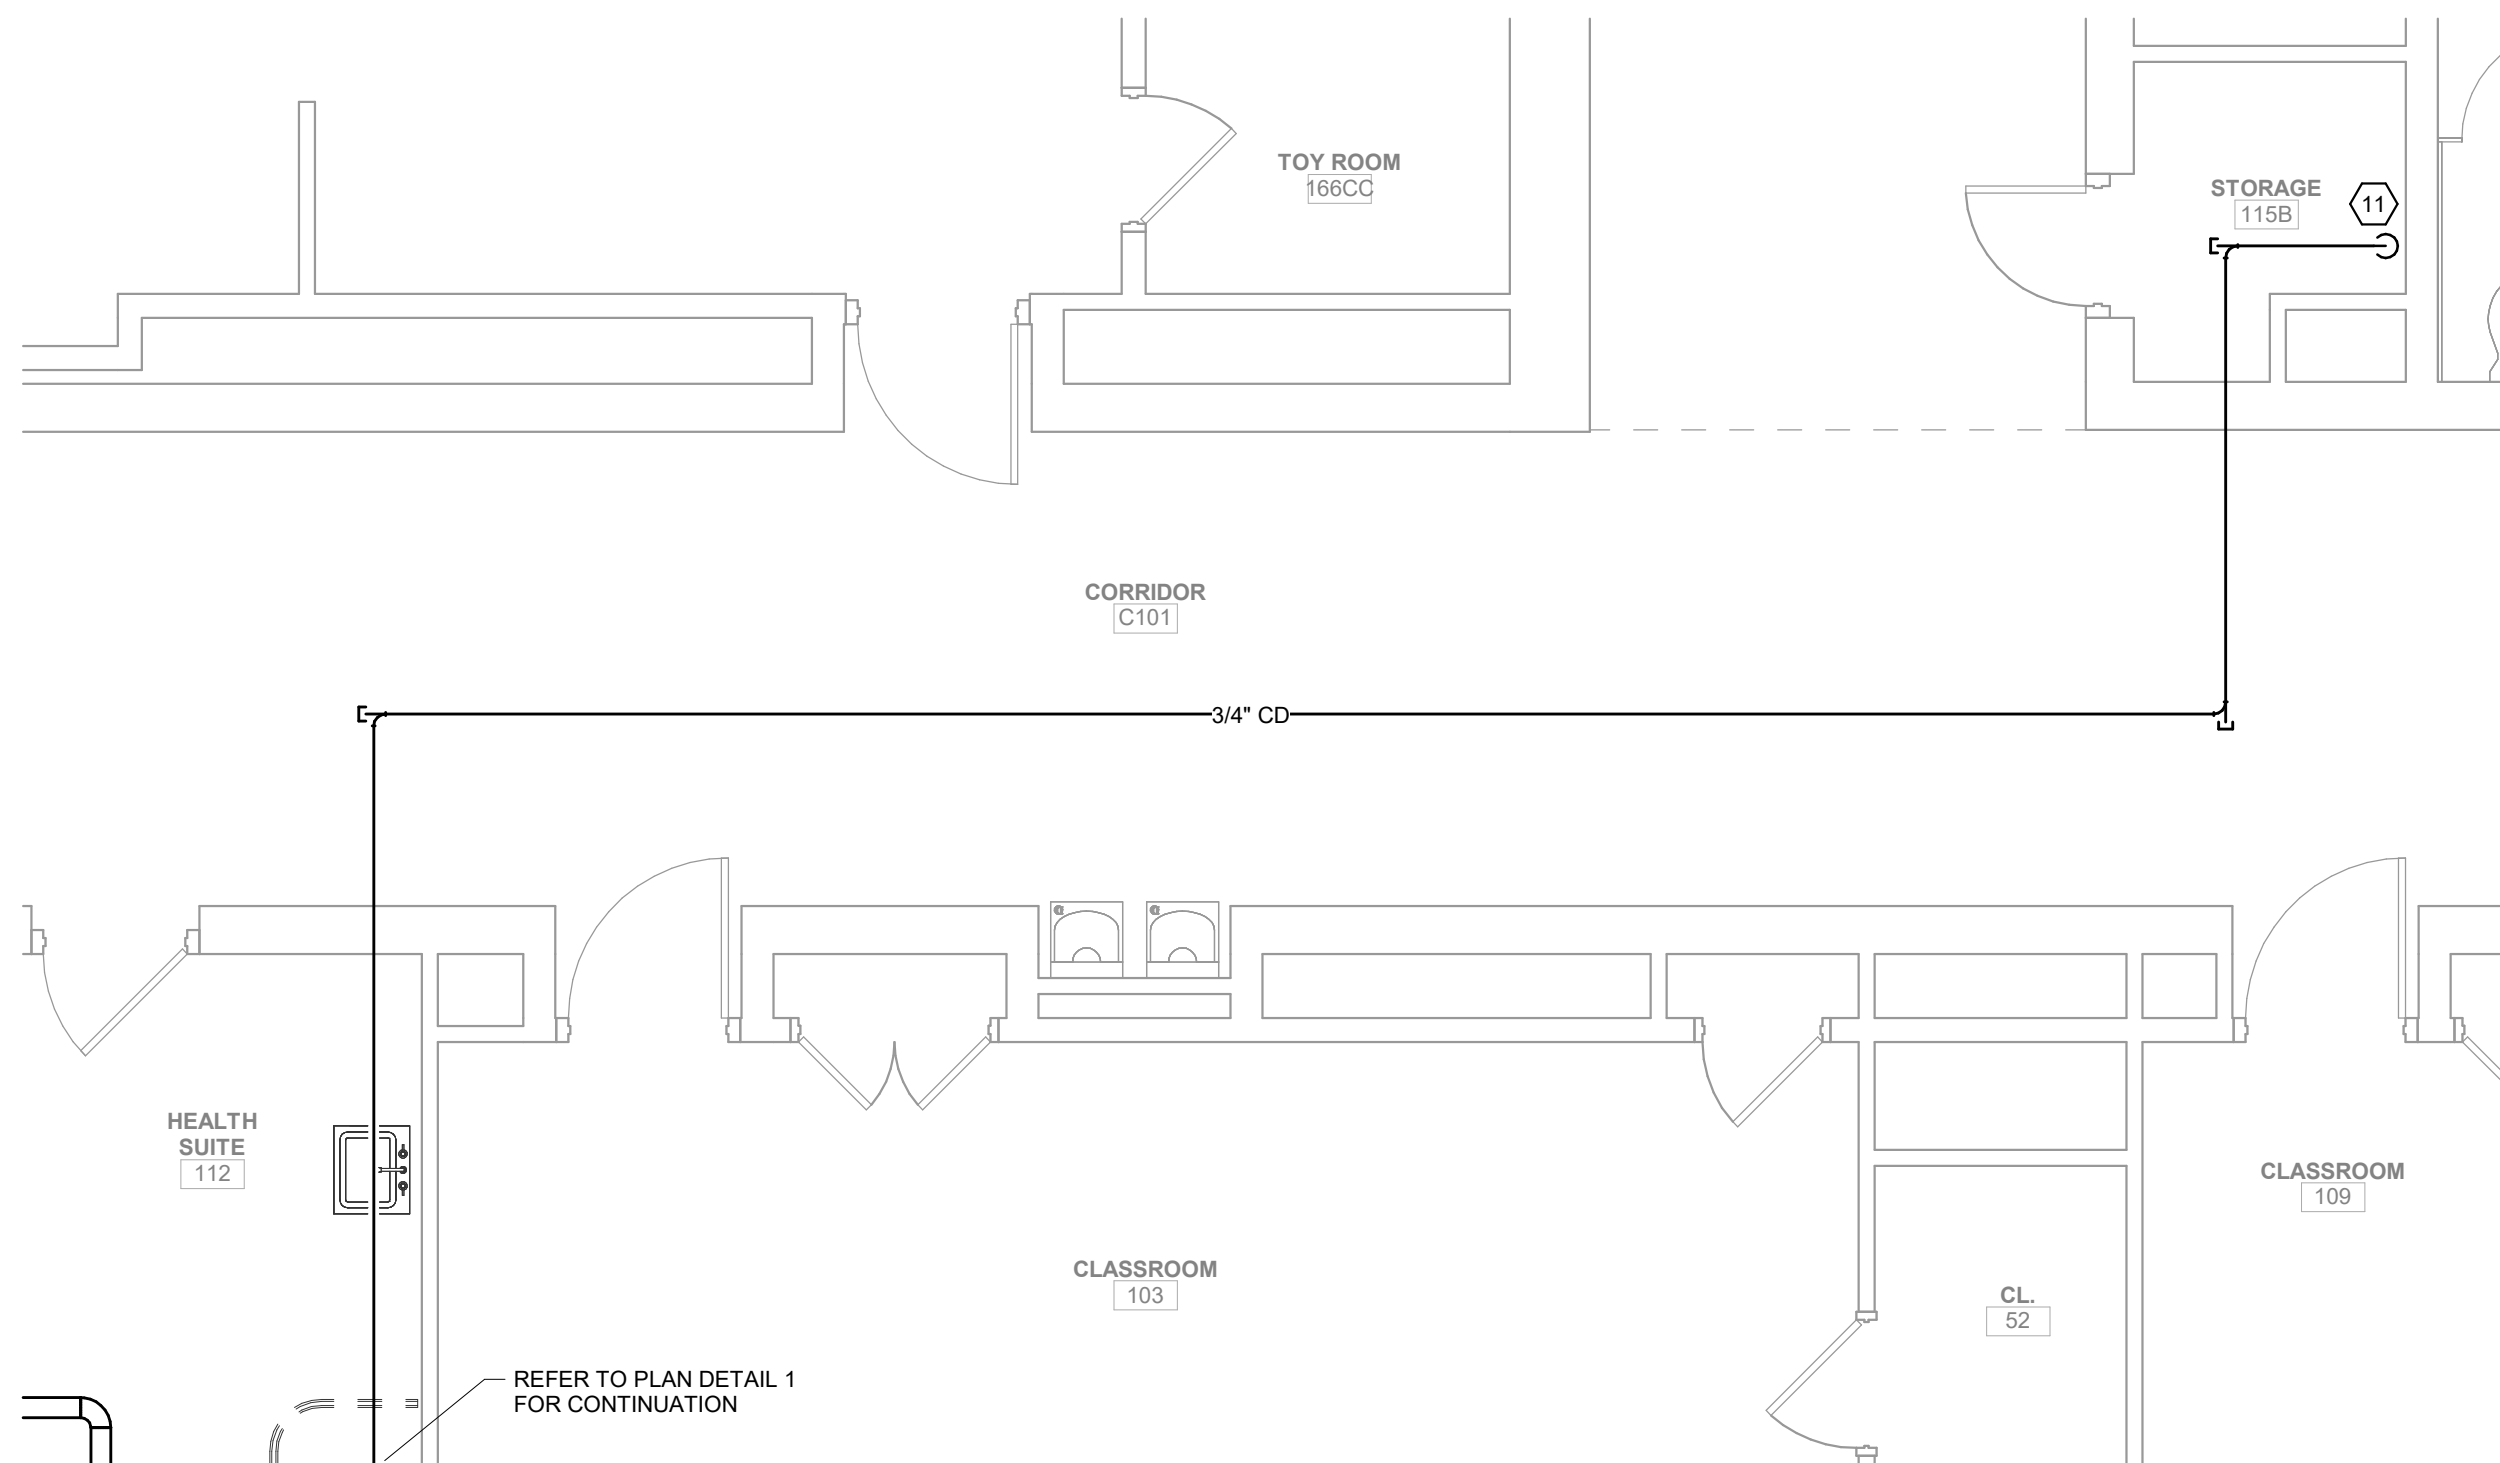 TOY ROOM
166CC
STORAGE
115B
11
CORRIDOR
C101
3/4" CD
HEALTH
SUITE
112
CLASSROOM
109
CLASSROOM
103
CL.
52
REFER TO PLAN DETAIL 1
FOR CONTINUATION